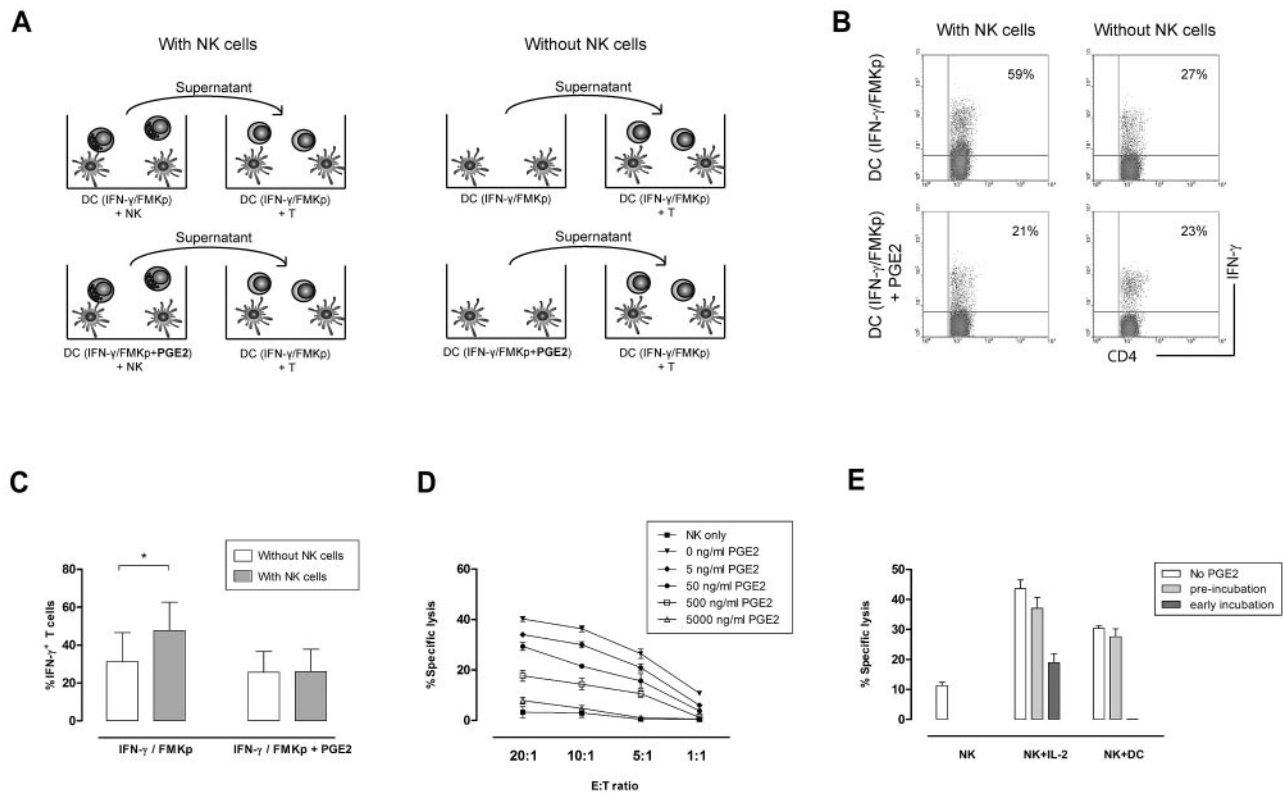 A
With NK cells
Without NK cells
Supernatant
Supernatant
DC (IFN-γ/FMKp)
+ NK
DC (IFN-γ/FMKp)
+ T
DC (IFN-γ/FMKp)
DC (IFN-γ/FMKp)
+ T
Supernatant
Supernatant
DC (IFN-γ/FMKp+PGE2)
+ NK
DC (IFN-γ/FMKp)
+ T
DC (IFN-γ/FMKp+PGE2)
DC (IFN-γ/FMKp)
+ T
B
With NK cells
Without NK cells
DC (IFN-γ/FMKp)
59%
27%
DC (IFN-γ/FMKp)
+ PGE2
21%
23%
IFN-γ
CD4
C
Without NK cells
With NK cells
*
%IFN-γ+ T cells
80
60
40
20
0
IFN-γ / FMKp
IFN-γ / FMKp + PGE2
D
NK only
0 ng/ml PGE2
5 ng/ml PGE2
50 ng/ml PGE2
500 ng/ml PGE2
5000 ng/ml PGE2
% Specific lysis
60
40
20
0
20:1
10:1
5:1
1:1
E:T ratio
E
No PGE2
pre-incubation
early incubation
% Specific lysis
50
40
30
20
10
0
NK
NK+IL-2
NK+DC